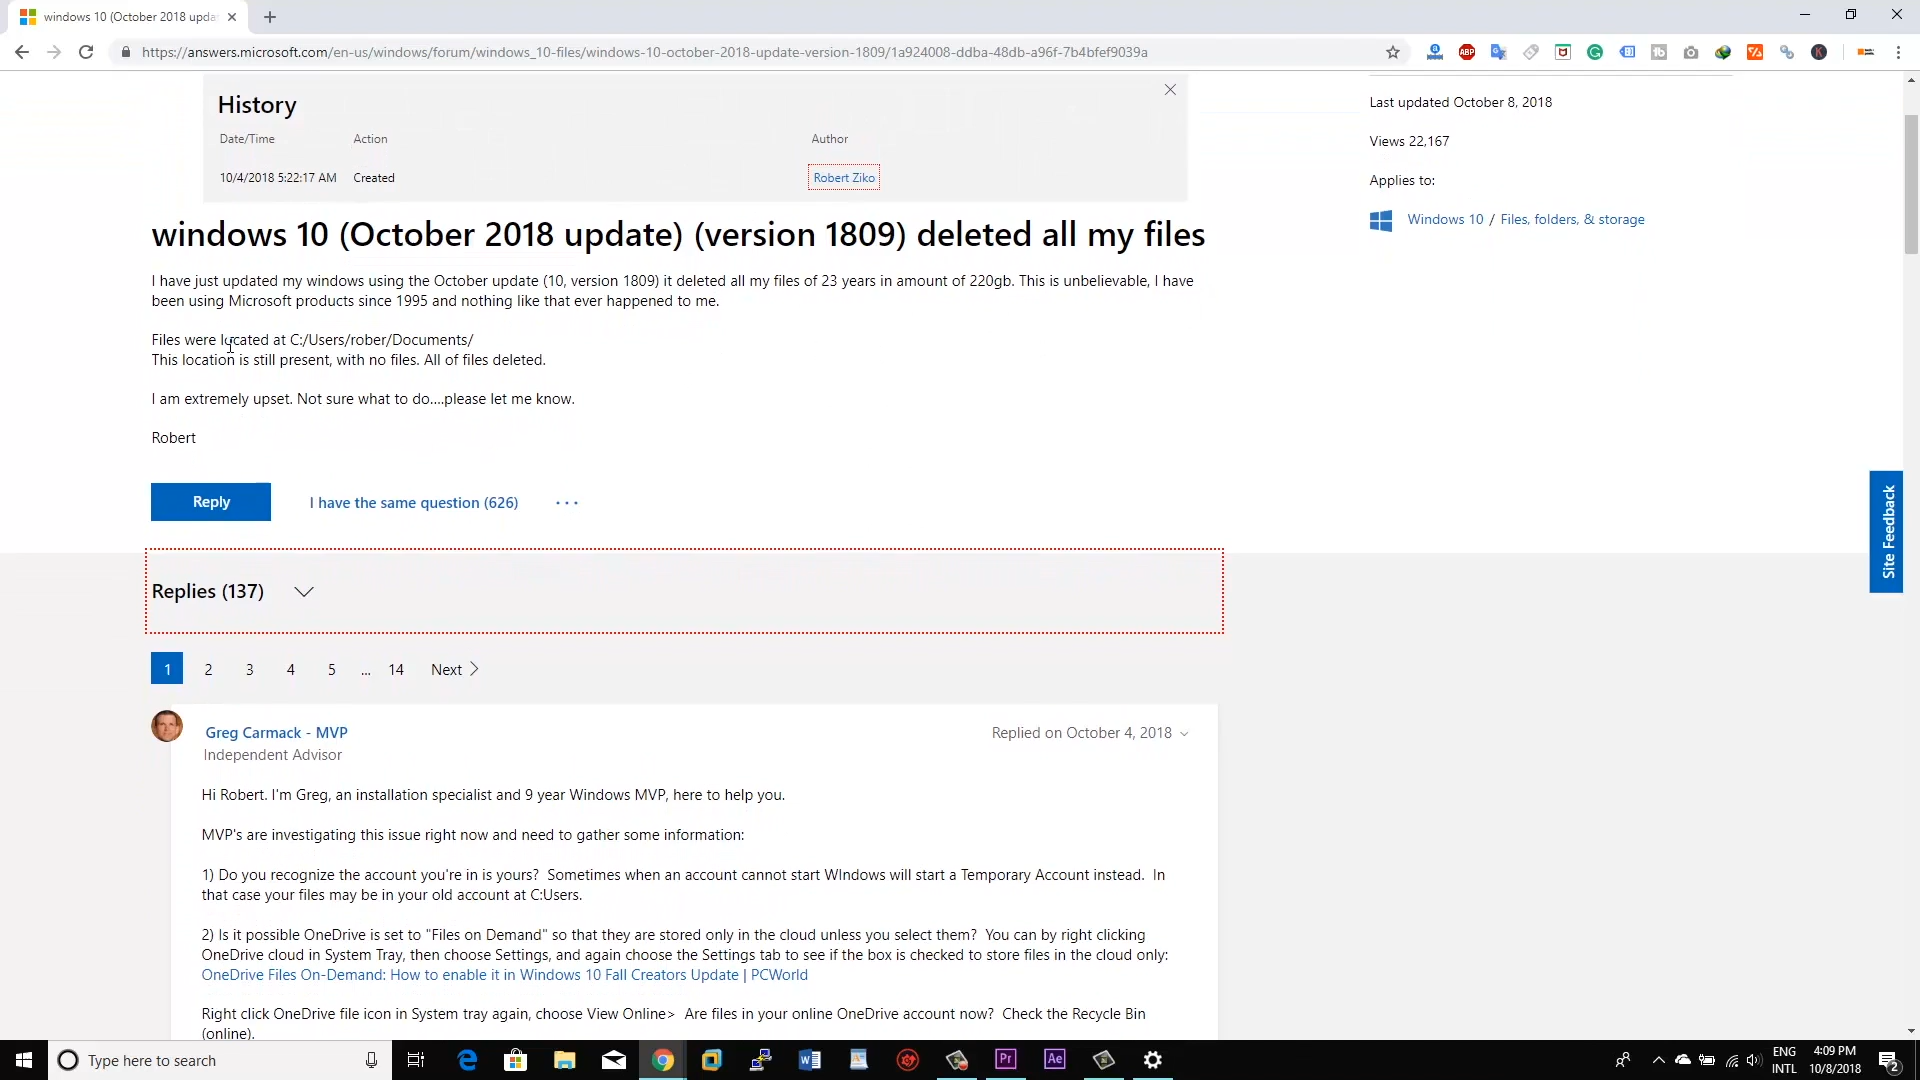 windows 10 (October 2018 upda
https://answers.microsoft.com/en-us/windows/forum/windows_10-files/windows-10-october-2018-update-version-1809/1a924008-ddba-48db-a96f-7b4bfef9039a
ABP
History
Date/Time Action Author
10/4/2018 5:22:17 AM Created Robert Ziko
Last updated October 8, 2018
Views 22,167
Applies to:
Windows 10 / Files, folders, & storage
windows 10 (October 2018 update) (version 1809) deleted all my files
I have just updated my windows using the October update (10, version 1809) it deleted all my files of 23 years in amount of 220gb. This is unbelievable, I have
been using Microsoft products since 1995 and nothing like that ever happened to me.
Files were located at C:/Users/rober/Documents/
This location is still present, with no files. All of files deleted.
I am extremely upset. Not sure what to do....please let me know.
Robert
Reply I have the same question (626) ...
Site Feedback
Replies (137)
1 2 3 4 5 ... 14 Next
Greg Carmack - MVP Replied on October 4, 2018
Independent Advisor
Hi Robert. I'm Greg, an installation specialist and 9 year Windows MVP, here to help you.
MVP's are investigating this issue right now and need to gather some information:
1) Do you recognize the account you're in is yours? Sometimes when an account cannot start WIndows will start a Temporary Account instead. In
that case your files may be in your old account at C:Users.
2) Is it possible OneDrive is set to "Files on Demand" so that they are stored only in the cloud unless you select them? You can by right clicking
OneDrive cloud in System Tray, then choose Settings, and again choose the Settings tab to see if the box is checked to store files in the cloud only:
OneDrive Files On-Demand: How to enable it in Windows 10 Fall Creators Update | PCWorld
Right click OneDrive file icon in System tray again, choose View Online> Are files in your online OneDrive account now? Check the Recycle Bin
(online).
Type here to search
Pr
Ae
ENG
INTL
4:09 PM
10/8/2018
2